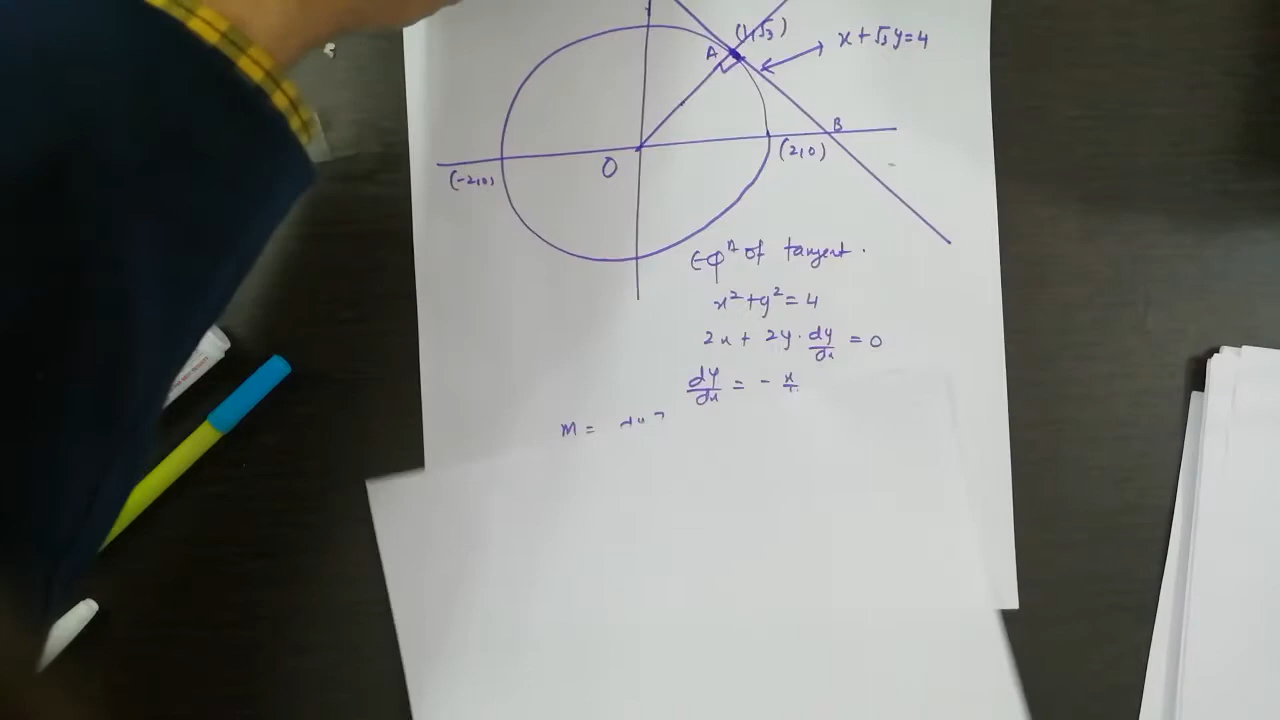 (1,√3)
A
x + √3 y = 4
B
O
(2,0)
(-2,0)
Eqⁿ of tangent.
x² + y² = 4
2x + 2y · dy/dx = 0
dy/dx = - x
M =